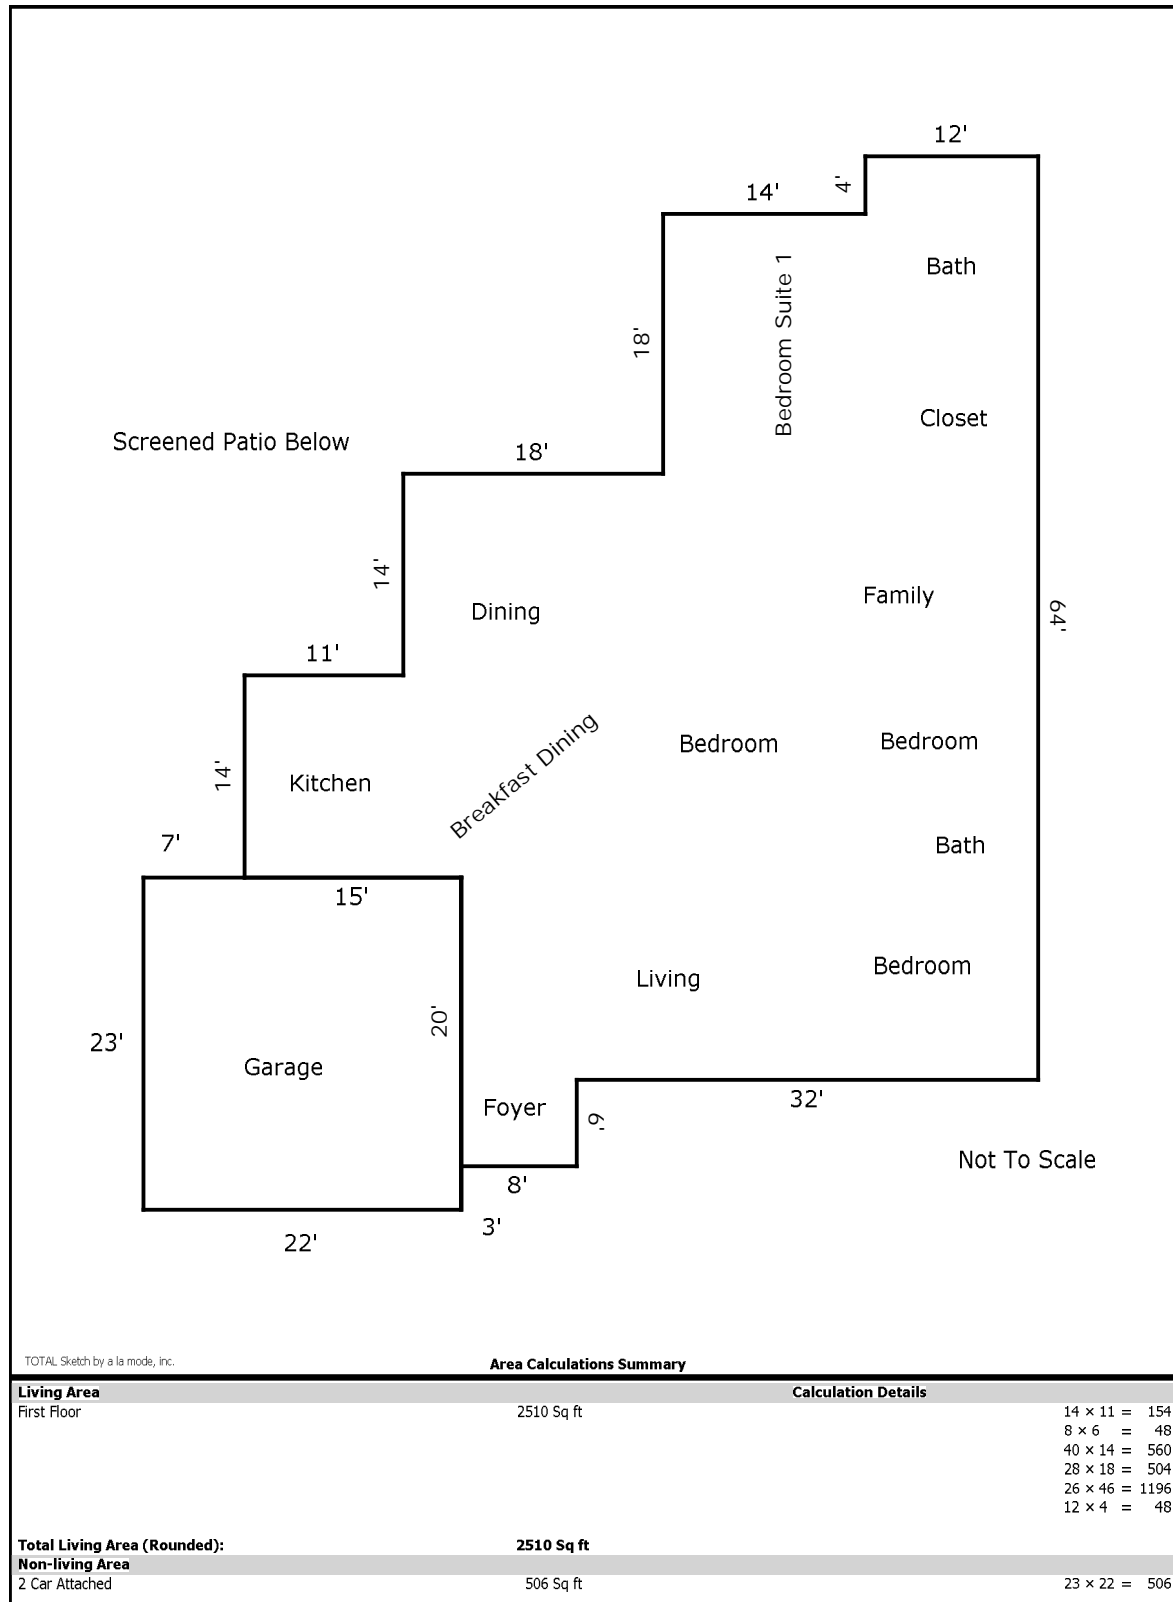 12'
14'
4'
Bath
Bedroom Suite 1
18'
Closet
Screened Patio Below
18'
14'
Dining
Family
64'
11'
Breakfast Dining
Bedroom
Bedroom
14'
Kitchen
7'
Bath
15'
Living
Bedroom
20'
23'
Garage
Foyer
6'
32'
Not To Scale
8'
3'
22'
TOTAL Sketch by a la mode, inc.
Area Calculations Summary
Living Area Calculation Details
First Floor 2510 Sq ft 14 × 11 = 154
8 × 6 = 48
40 × 14 = 560
28 × 18 = 504
26 × 46 = 1196
12 × 4 = 48
Total Living Area (Rounded): 2510 Sq ft
Non-living Area
2 Car Attached 506 Sq ft 23 × 22 = 506